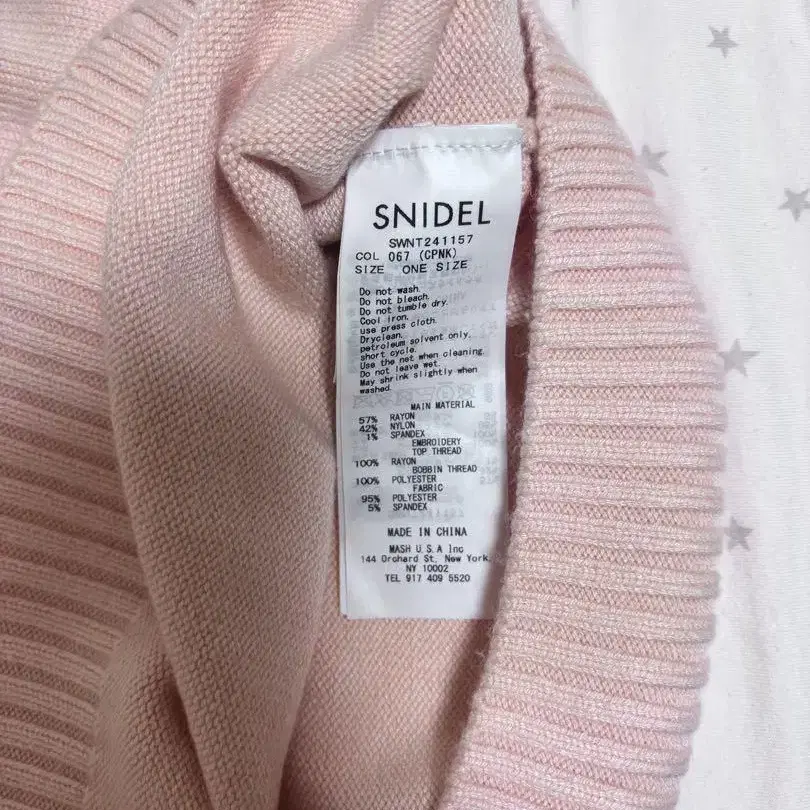 SNIDEL
SWNT241157
COL 067 (CPNK)
SIZE ONE SIZE
Do not wash.
Do not bleach.
Do not tumble dry.
Cool iron.
use press cloth.
Dryclean.
petroleum solvent only.
short cycle.
Use the net when cleaning.
Do not leave wet.
May shrink slightly when
washed.
MAIN MATERIAL
57% RAYON
42% NYLON
1% SPANDEX
EMBROIDERY
TOP THREAD
100% RAYON
BOBBIN THREAD
100% POLYESTER
FABRIC
95% POLYESTER
5% SPANDEX
MADE IN CHINA
MASH U.S.A Inc
144 Orchard St, New York,
NY 10002
TEL 917 409 5520